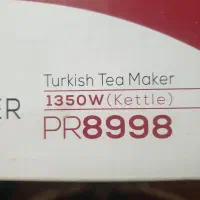 Turkish Tea Maker
1350W(Kettle)
ER
PR8998